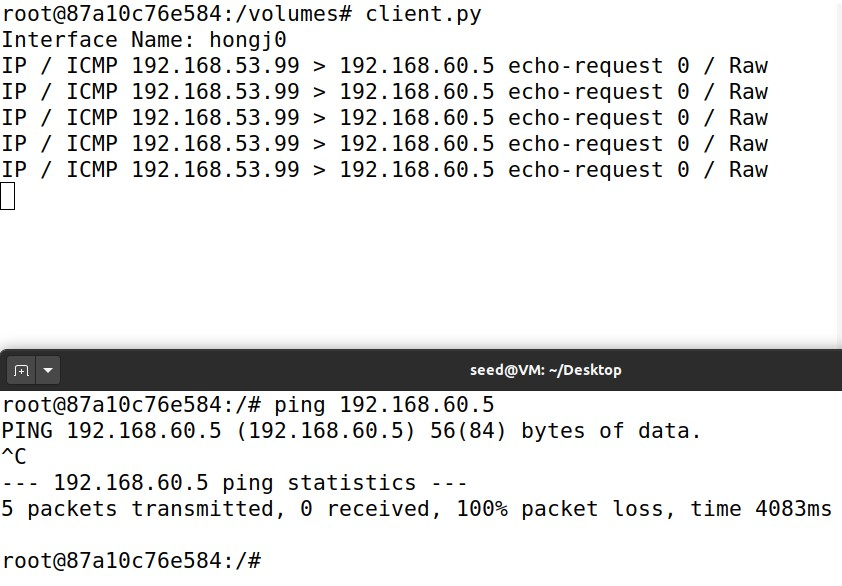 root@87a10c76e584:/volumes# client.py
Interface Name: hongj0
IP / ICMP 192.168.53.99 > 192.168.60.5 echo-request 0 / Raw
IP / ICMP 192.168.53.99 > 192.168.60.5 echo-request 0 / Raw
IP / ICMP 192.168.53.99 > 192.168.60.5 echo-request 0 / Raw
IP / ICMP 192.168.53.99 > 192.168.60.5 echo-request 0 / Raw
IP / ICMP 192.168.53.99 > 192.168.60.5 echo-request 0 / Raw
seed@VM: ~/Desktop
root@87a10c76e584:/# ping 192.168.60.5
PING 192.168.60.5 (192.168.60.5) 56(84) bytes of data.
^C
--- 192.168.60.5 ping statistics ---
5 packets transmitted, 0 received, 100% packet loss, time 4083ms
root@87a10c76e584:/#